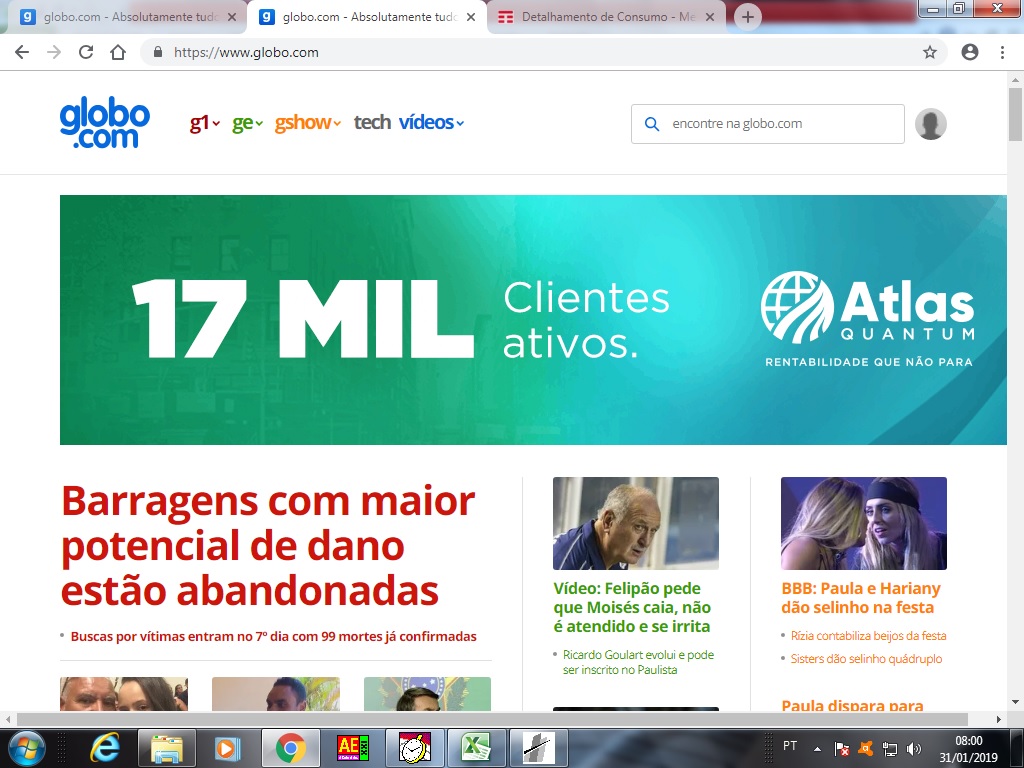 globo.com - Absolutamente tudo
globo.com - Absolutamente tudo
Detalhamento de Consumo - Me
https://www.globo.com
globo
.com
g1
ge
gshow
tech
vídeos
encontre na globo.com
17 MIL
Clientes
ativos.
Atlas
QUANTUM
RENTABILIDADE QUE NÃO PARA
Barragens com maior
potencial de dano
estão abandonadas
Buscas por vítimas entram no 7º dia com 99 mortes já confirmadas
Vídeo: Felipão pede
que Moisés caia, não
é atendido e se irrita
Ricardo Goulart evolui e pode
ser inscrito no Paulista
BBB: Paula e Hariany
dão selinho na festa
Rízia contabiliza beijos da festa
Sisters dão selinho quádruplo
Paula dispara para
AE
XXI
PT
08:00
31/01/2019